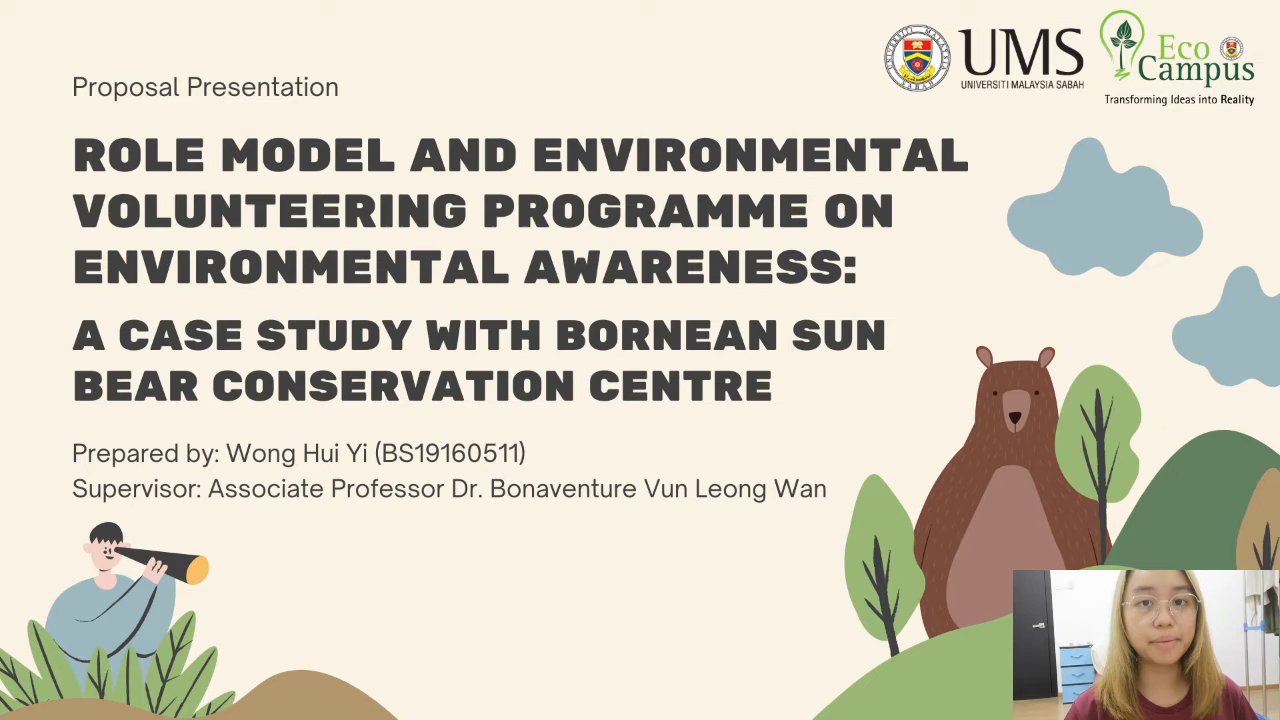 UMS
UNIVERSITI MALAYSIA SABAH
Eco
Campus
Transforming Ideas into Reality
Proposal Presentation
ROLE MODEL AND ENVIRONMENTAL
VOLUNTEERING PROGRAMME ON
ENVIRONMENTAL AWARENESS:
A CASE STUDY WITH BORNEAN SUN
BEAR CONSERVATION CENTRE
Prepared by: Wong Hui Yi (BS19160511)
Supervisor: Associate Professor Dr. Bonaventure Vun Leong Wan